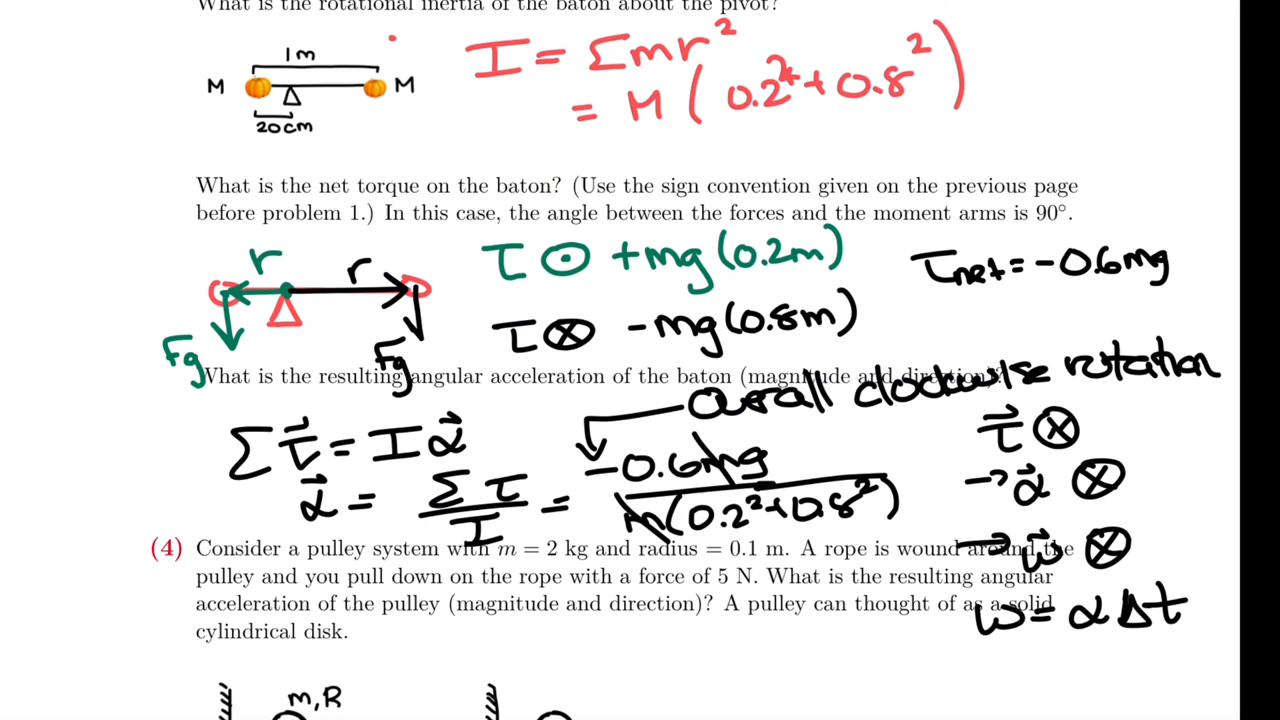 What is the rotational inertia of the baton about the pivot?
1m
M M
20cm
I = Σmr²
= M (0.2² + 0.8²)
What is the net torque on the baton? (Use the sign convention given on the previous page
before problem 1.) In this case, the angle between the forces and the moment arms is 90°.
r r
Fg Fg
τ ⊙ +mg(0.2m)
τ ⊗ -mg(0.8m)
τnet = -0.6mg
What is the resulting angular acceleration of the baton (magnitude and direction)?
overall clockwise rotation
Σ τ⃗ = I α⃗
α⃗ = Σ τ / I = -0.6mg / m(0.2²+0.8²)
τ⃗ ⊗
→ α⃗ ⊗
→ ω⃗ ⊗
ω = α Δt
(4) Consider a pulley system with m = 2 kg and radius = 0.1 m. A rope is wound around the
pulley and you pull down on the rope with a force of 5 N. What is the resulting angular
acceleration of the pulley (magnitude and direction)? A pulley can thought of as a solid
cylindrical disk.
m, R